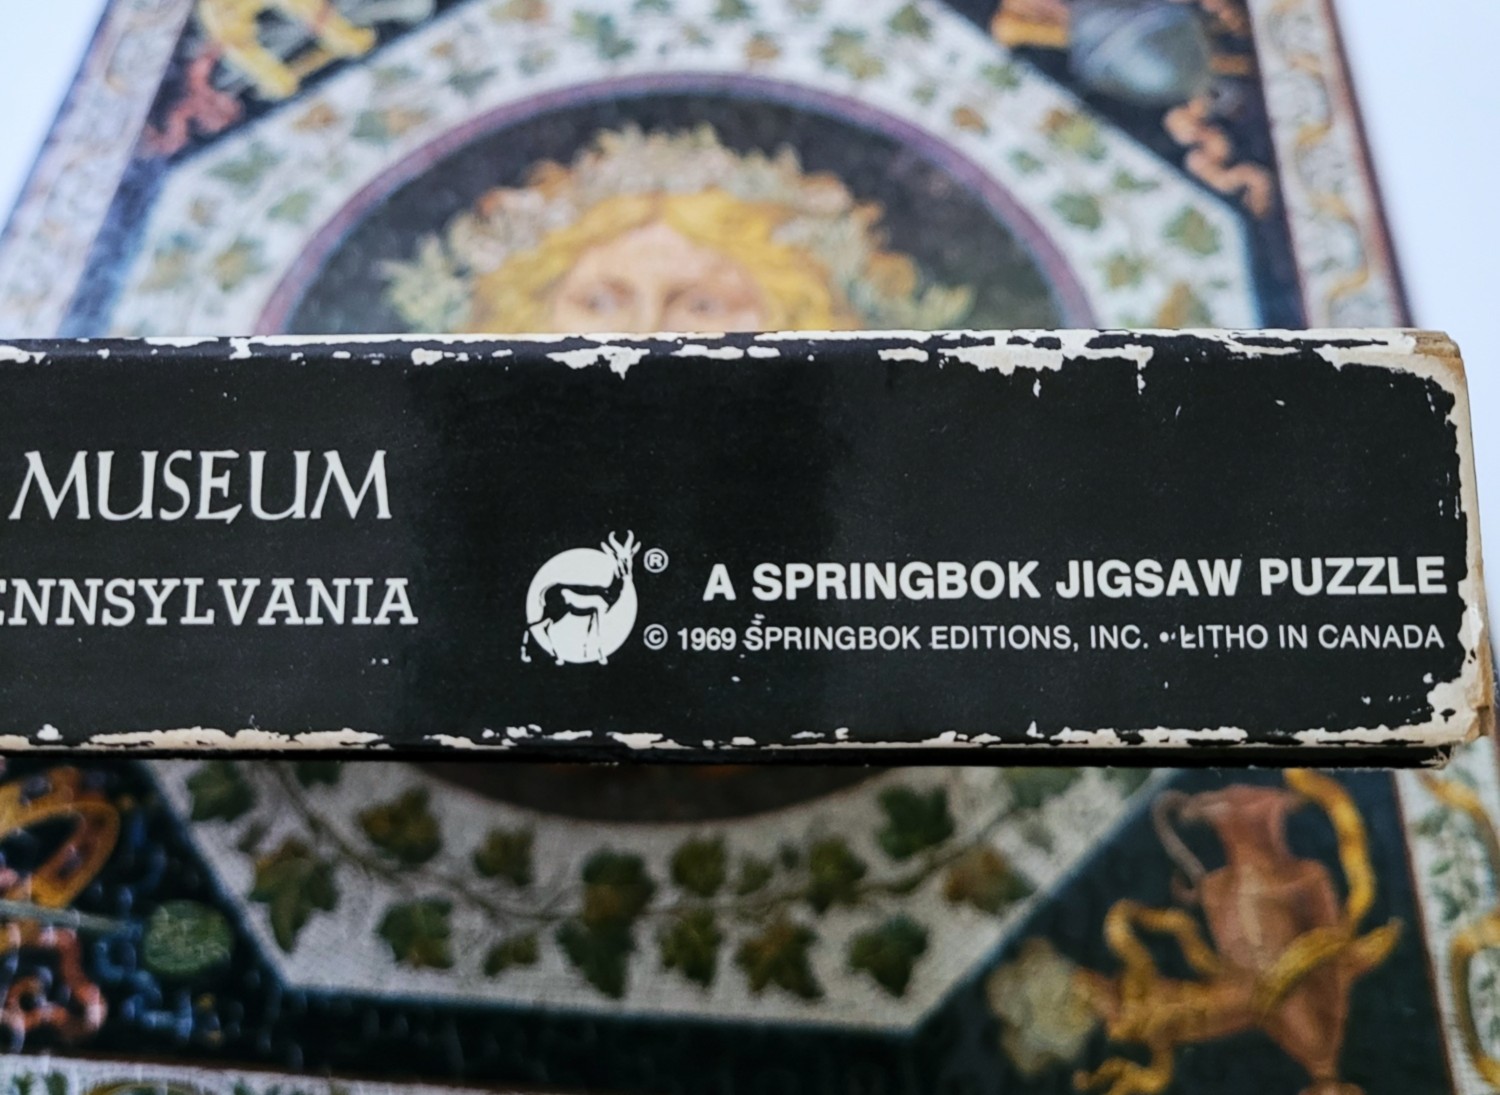 MUSEUM
ENNSYLVANIA
®
A SPRINGBOK JIGSAW PUZZLE
© 1969 SPRINGBOK EDITIONS, INC. • LITHO IN CANADA